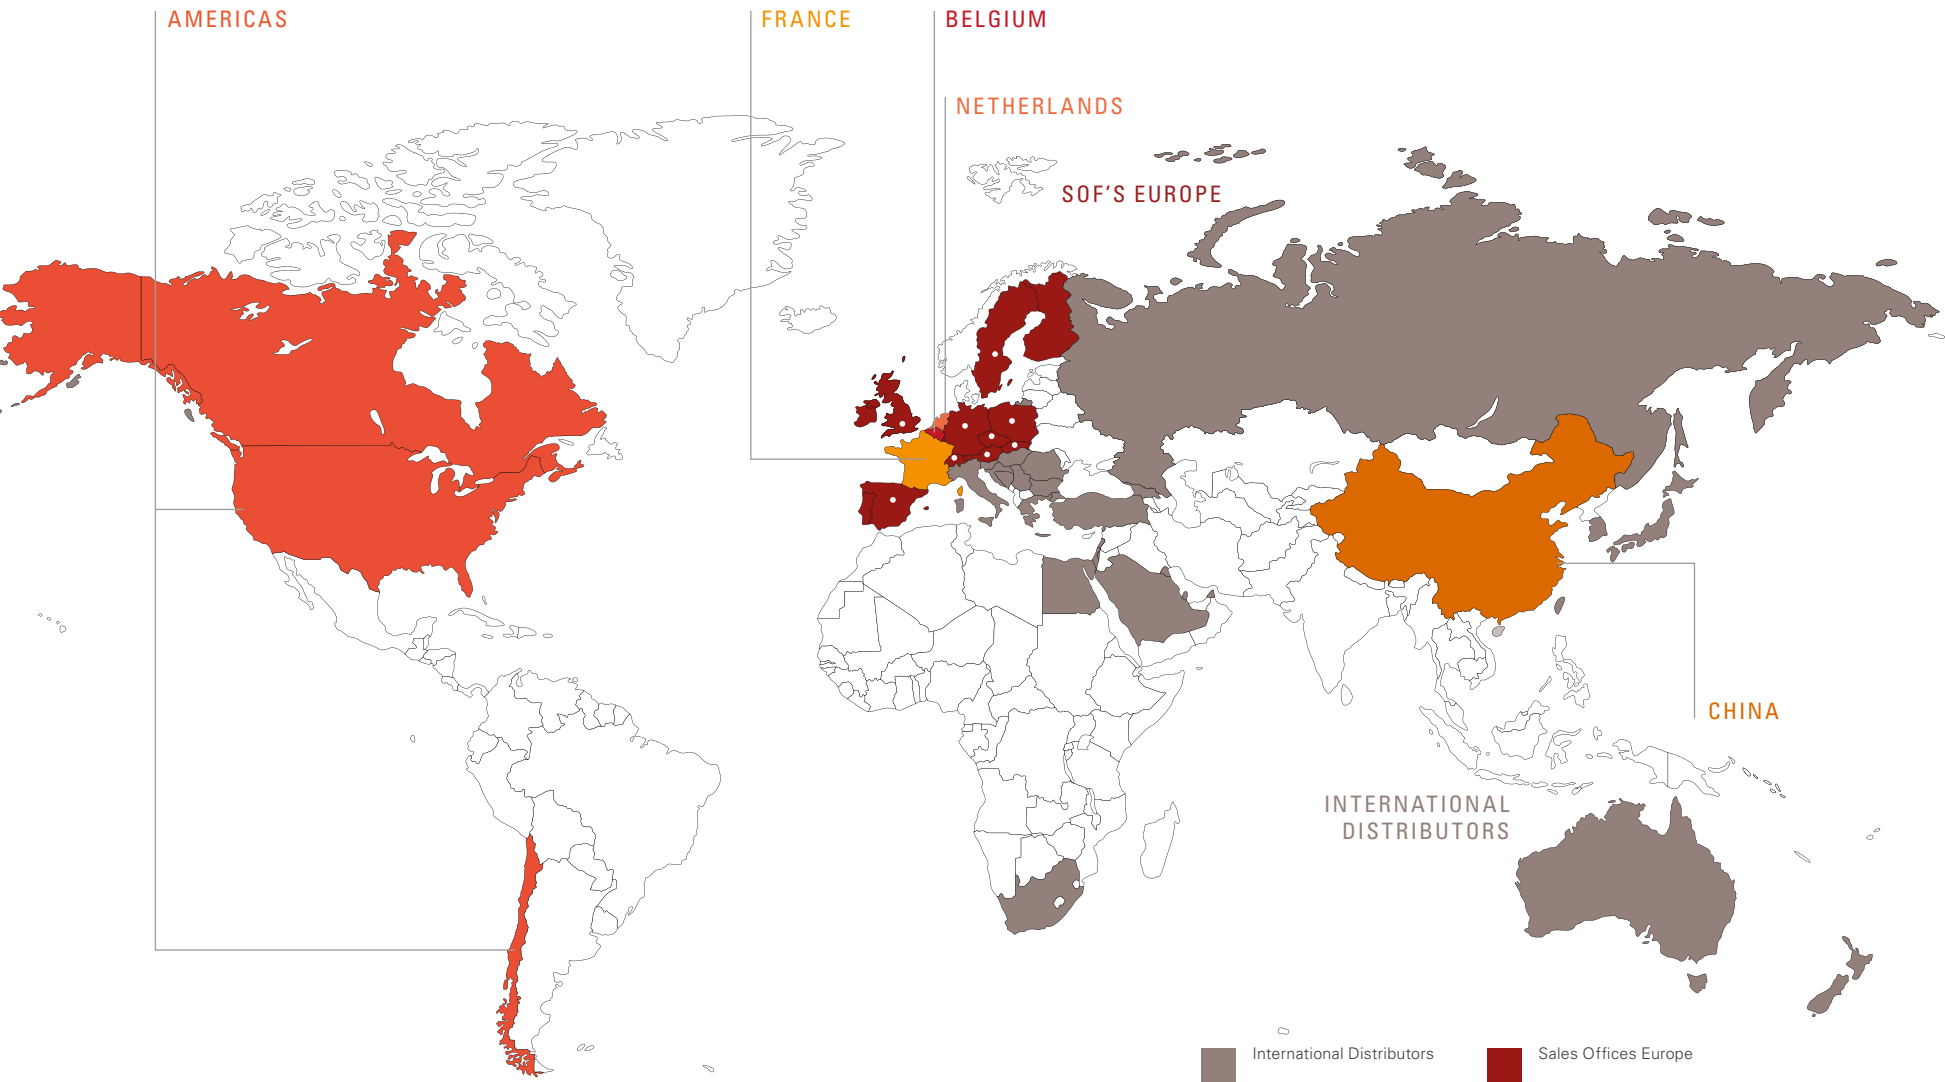 AMERICAS
FRANCE
BELGIUM
NETHERLANDS
SOF'S EUROPE
CHINA
INTERNATIONAL
DISTRIBUTORS
International Distributors
Sales Offices Europe